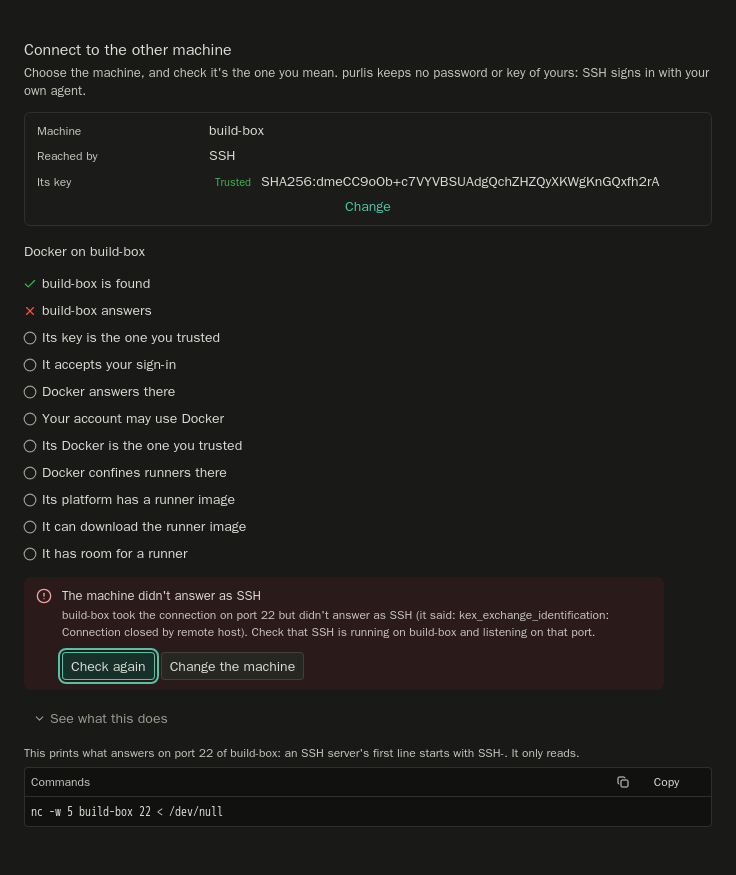 Connect to the other machine
Choose the machine, and check it's the one you mean. purlis keeps no password or key of yours: SSH signs in with your
own agent.
Machine build-box
Reached by SSH
Its key Trusted SHA256:dmeCC9oOb+c7VYVBSUAdgQchZHZQyXKWgKnGQxfh2rA
Change
Docker on build-box
build-box is found
build-box answers
Its key is the one you trusted
It accepts your sign-in
Docker answers there
Your account may use Docker
Its Docker is the one you trusted
Docker confines runners there
Its platform has a runner image
It can download the runner image
It has room for a runner
The machine didn't answer as SSH
build-box took the connection on port 22 but didn't answer as SSH (it said: kex_exchange_identification:
Connection closed by remote host). Check that SSH is running on build-box and listening on that port.
Check again Change the machine
See what this does
This prints what answers on port 22 of build-box: an SSH server's first line starts with SSH-. It only reads.
Commands Copy
nc -w 5 build-box 22 < /dev/null